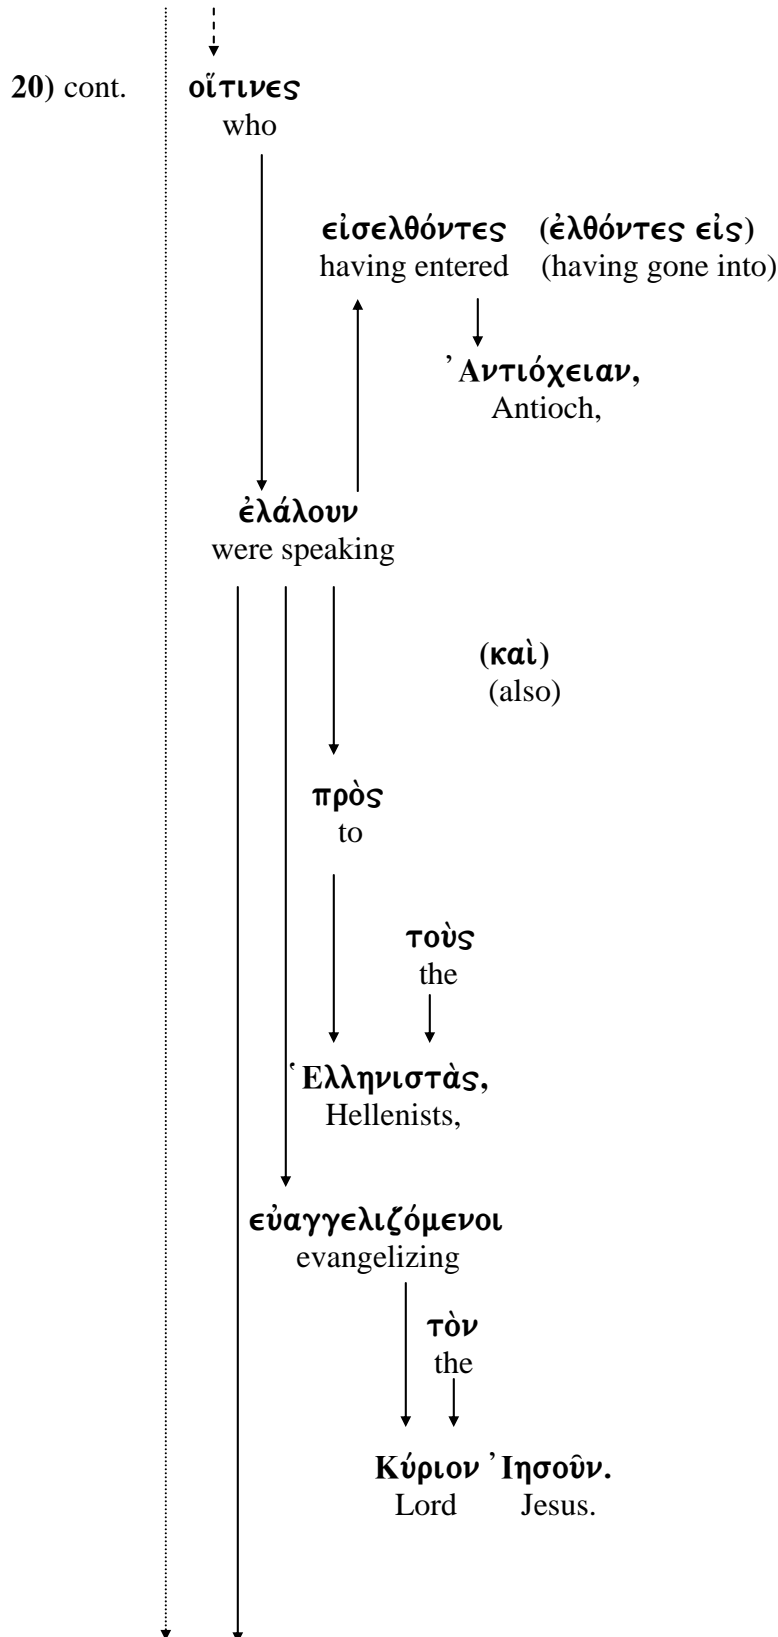 20) cont. οἵτινες
who
εἰσελθόντες (ἐλθόντες εἰς)
having entered (having gone into)
Ἀντιόχειαν,
Antioch,
ἐλάλουν
were speaking
(καὶ)
(also)
πρὸς
to
τοὺς
the
Ἑλληνιστὰς,
Hellenists,
εὐαγγελιζόμενοι
evangelizing
τὸν
the
Κύριον Ἰησοῦν.
Lord Jesus.